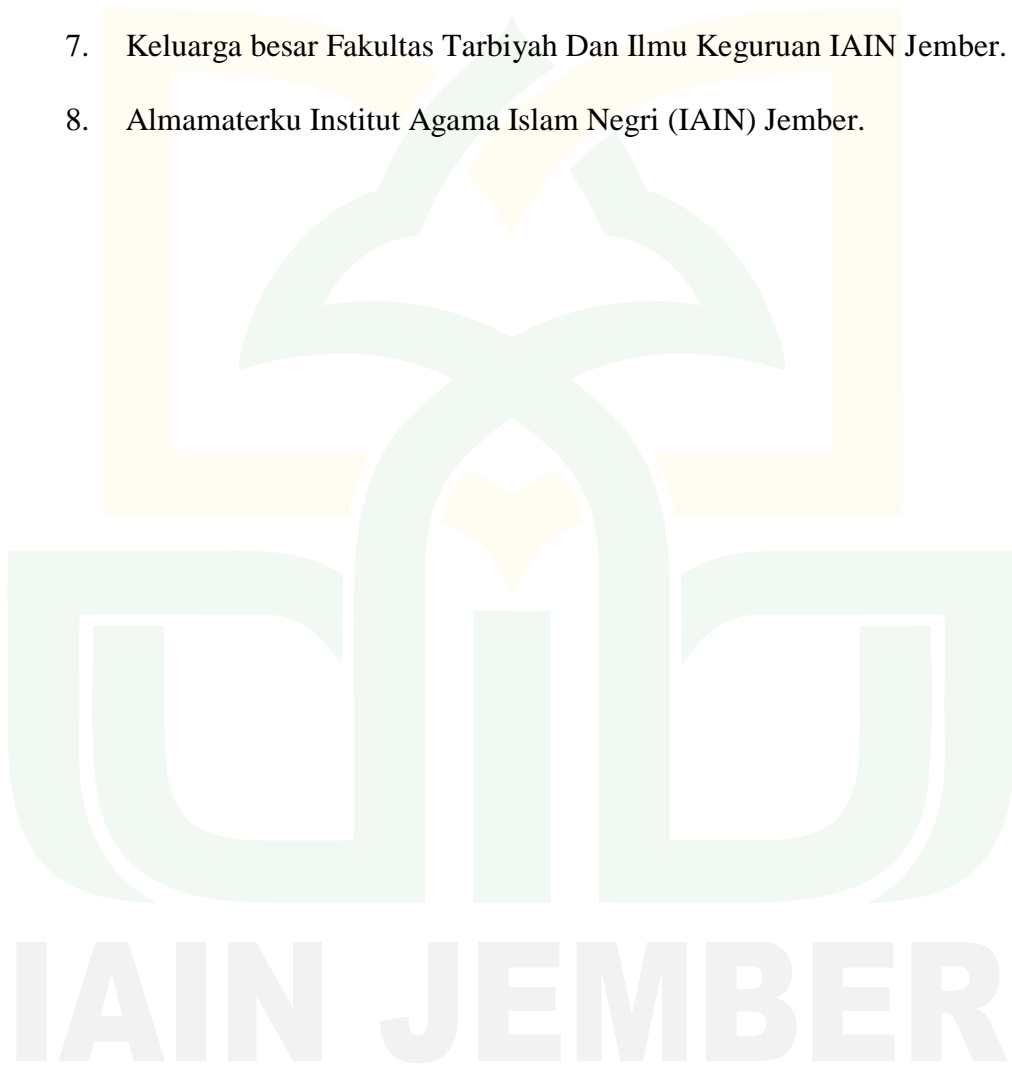 7. Keluarga besar Fakultas Tarbiyah Dan Ilmu Keguruan IAIN Jember.
8. Almamaterku Institut Agama Islam Negri (IAIN) Jember.
IAIN JEMBER